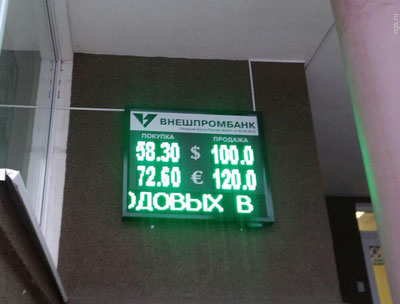 ВНЕШПРОМБАНК
ПОКУПКА ПРОДАЖА
58.30 $ 100.0
72.60 € 120.0
ОДОВЫХ В